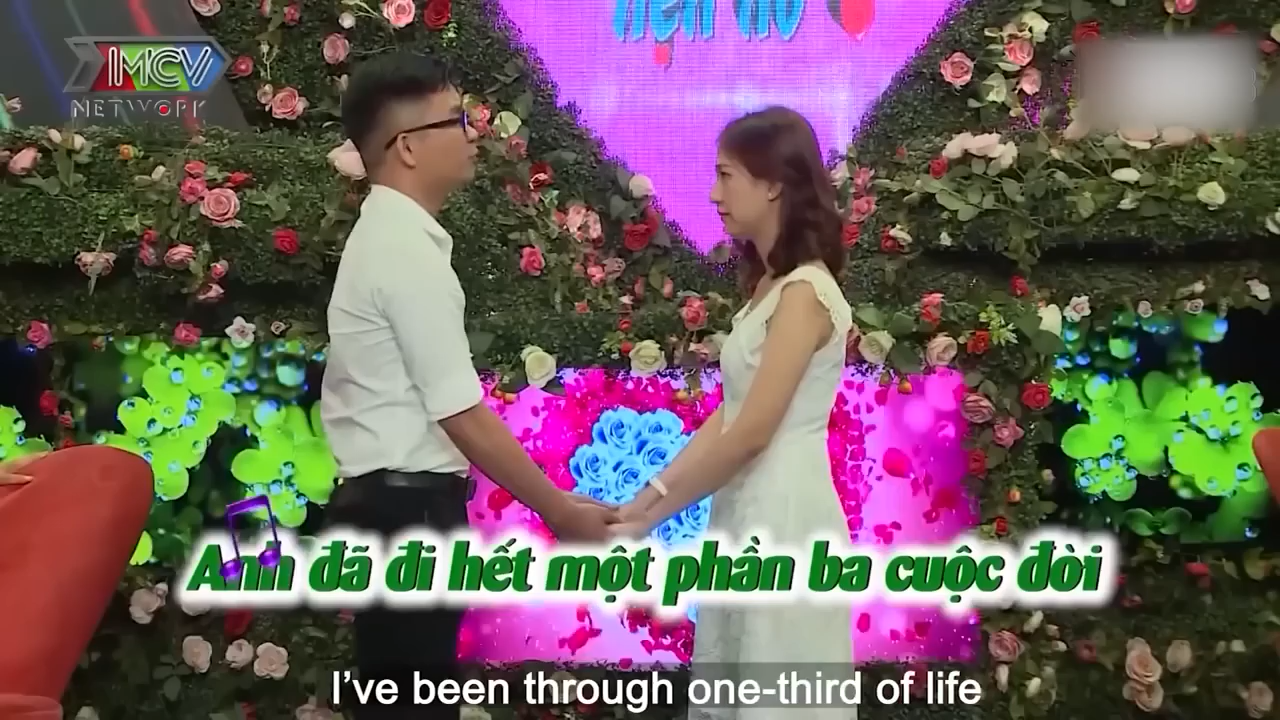 MCV
NETWORK
Anh đã đi hết một phần ba cuộc đời
I've been through one-third of life